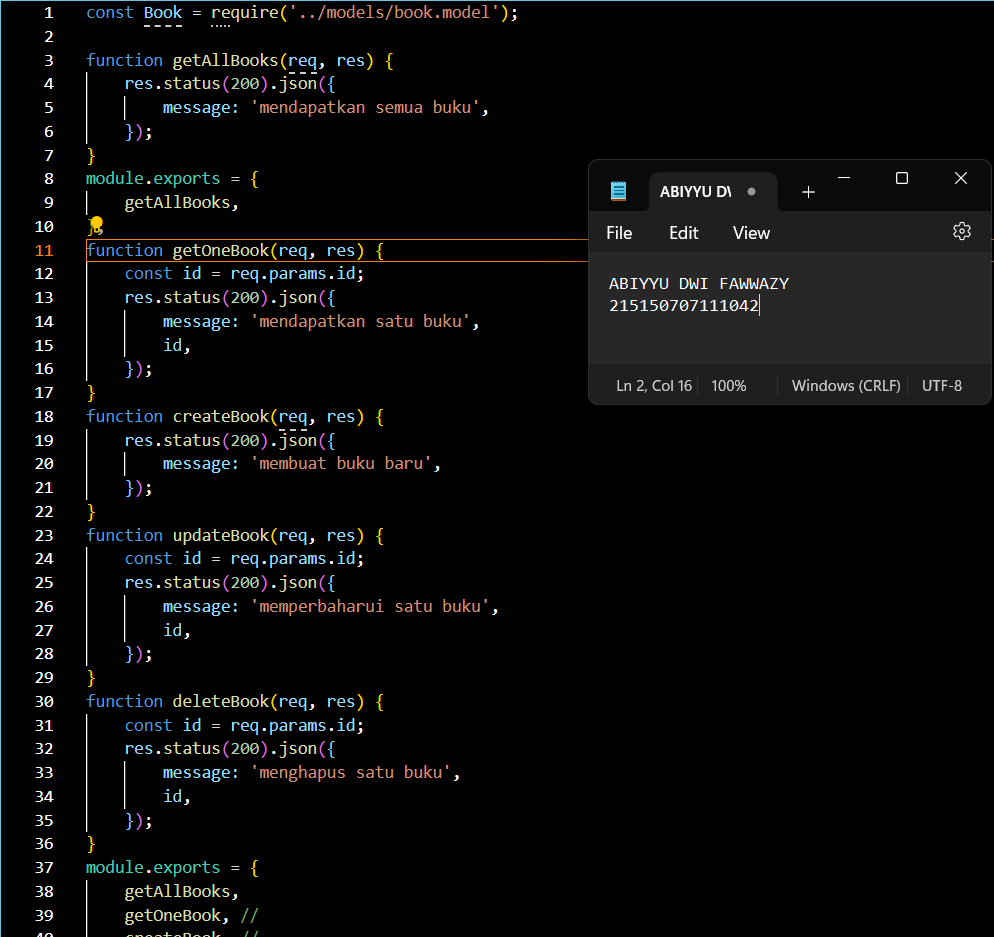 1 const Book = require('../models/book.model');
2
3 function getAllBooks(req, res) {
4 res.status(200).json({
5 message: 'mendapatkan semua buku',
6 });
7 }
8 module.exports = {
9 getAllBooks,
10 };
11 function getOneBook(req, res) {
12 const id = req.params.id;
13 res.status(200).json({
14 message: 'mendapatkan satu buku',
15 id,
16 });
17 }
18 function createBook(req, res) {
19 res.status(200).json({
20 message: 'membuat buku baru',
21 });
22 }
23 function updateBook(req, res) {
24 const id = req.params.id;
25 res.status(200).json({
26 message: 'memperbaharui satu buku',
27 id,
28 });
29 }
30 function deleteBook(req, res) {
31 const id = req.params.id;
32 res.status(200).json({
33 message: 'menghapus satu buku',
34 id,
35 });
36 }
37 module.exports = {
38 getAllBooks,
39 getOneBook, //
40 createBook, //
ABIYYU DV
File Edit View
ABIYYU DWI FAWWAZY
215150707111042
Ln 2, Col 16 100% Windows (CRLF) UTF-8